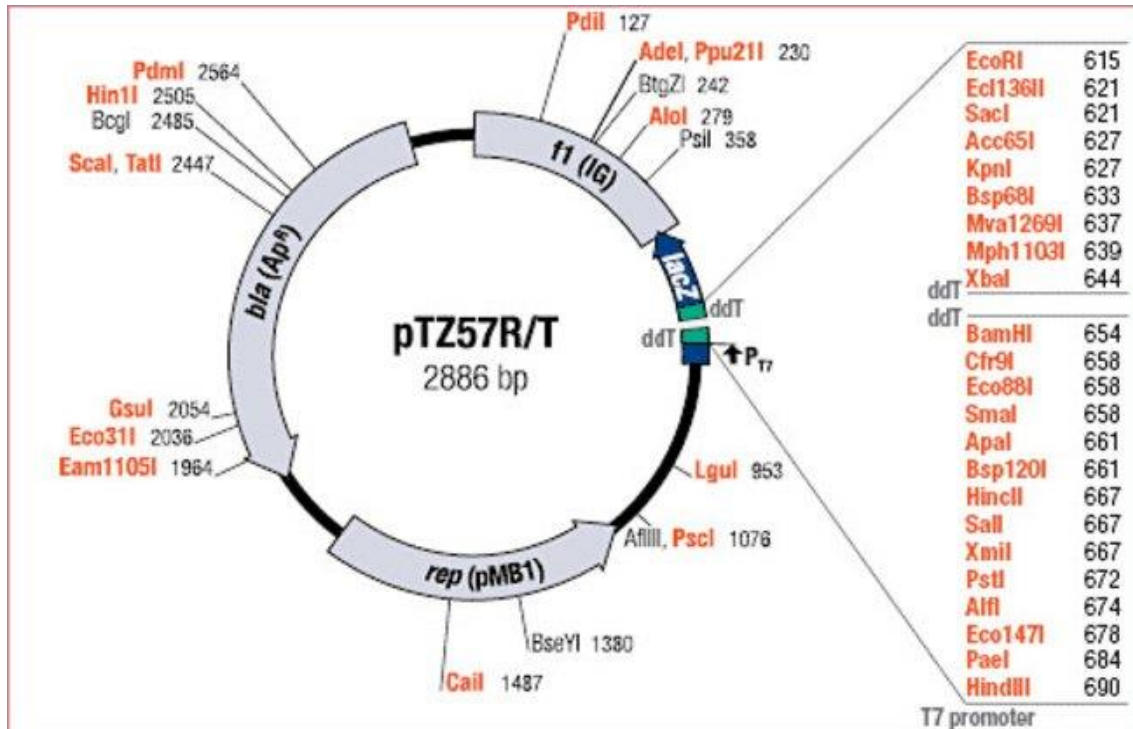 PdiI 127
AdeI, Ppu21I 230
BtgZI 242
AloI 279
PsiI 358
PdmI 2564
Hin1I 2505
BcgI 2485
ScaI, TatI 2447
f1 (IG)
lacZ
bla (Apᴿ)
pTZ57R/T
2886 bp
ddT
ddT
P T7
GsuI 2054
Eco31I 2036
Eam1105I 1964
LguI 953
AflIII, PscI 1076
rep (pMB1)
BseYI 1380
CaiI 1487
EcoRI 615
Ecl136II 621
SacI 621
Acc65I 627
KpnI 627
Bsp68I 633
Mva1269I 637
Mph1103I 639
XbaI 644
ddT
ddT
BamHI 654
Cfr9I 658
Eco88I 658
SmaI 658
ApaI 661
Bsp120I 661
HincII 667
SalI 667
XmiI 667
PstI 672
AlfI 674
Eco147I 678
PaeI 684
HindIII 690
T7 promoter